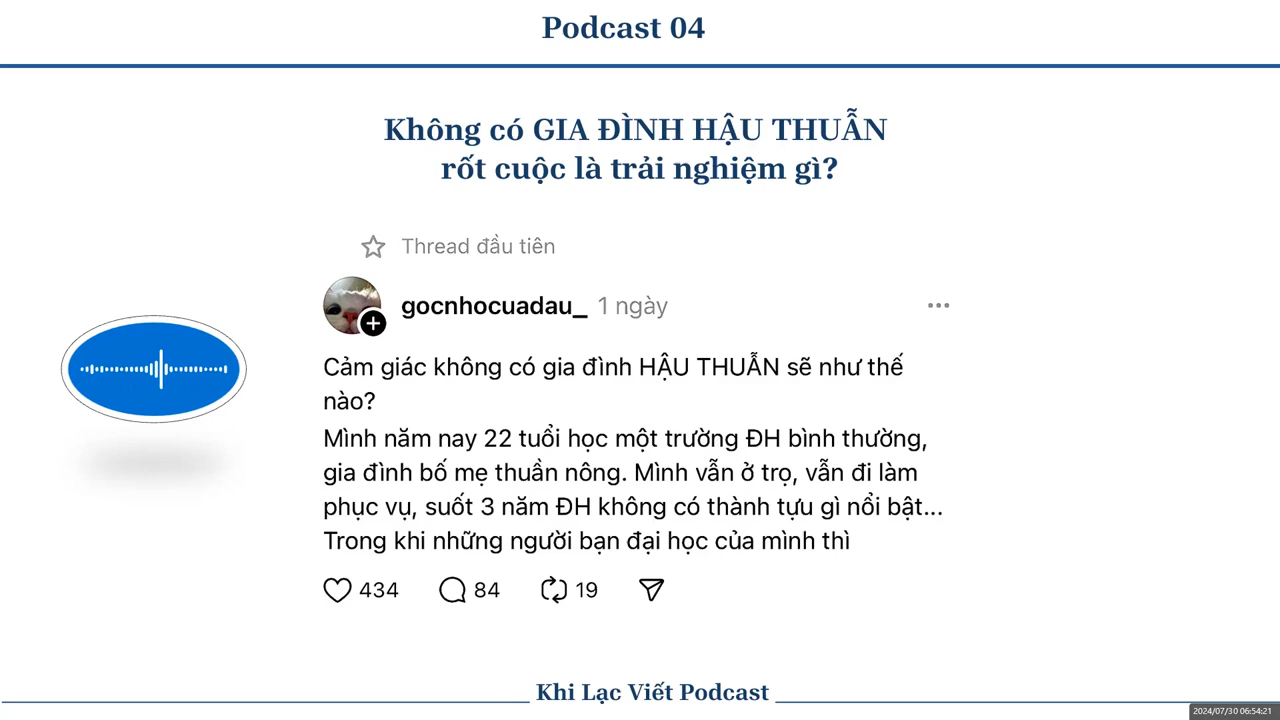 Podcast 04
Không có GIA ĐÌNH HẬU THUẪN
rốt cuộc là trải nghiệm gì?
Thread đầu tiên
gocnhocuadau_ 1 ngày
Cảm giác không có gia đình HẬU THUẪN sẽ như thế
nào?
Mình năm nay 22 tuổi học một trường ĐH bình thường,
gia đình bố mẹ thuần nông. Mình vẫn ở trọ, vẫn đi làm
phục vụ, suốt 3 năm ĐH không có thành tựu gì nổi bật...
Trong khi những người bạn đại học của mình thì
434 84 19
Khi Lạc Viết Podcast
2024/07/30 06:54:21